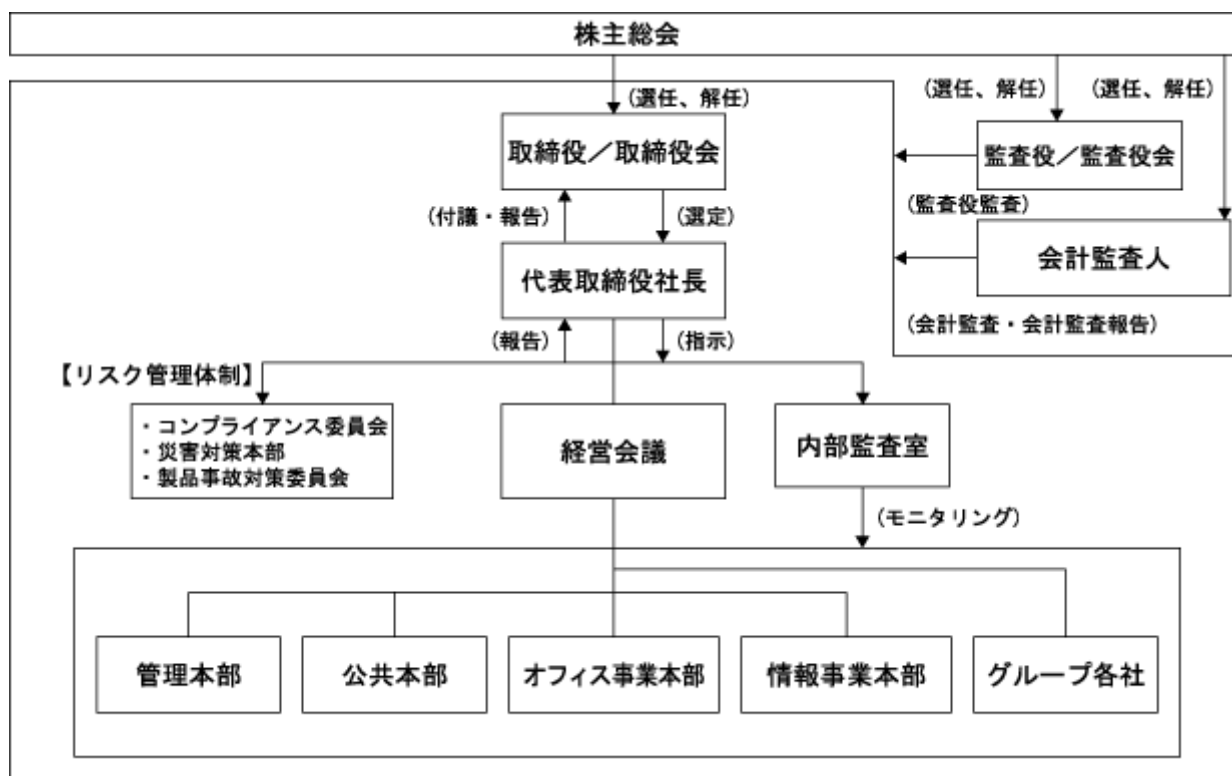 株主総会
(選任、解任)
(選任、解任)
(選任、解任)
取締役/取締役会
監査役/監査役会
(付議・報告)
(選定)
(監査役監査)
代表取締役社長
会計監査人
(報告)
(指示)
(会計監査・会計監査報告)
【リスク管理体制】
・コンプライアンス委員会
・災害対策本部
・製品事故対策委員会
経営会議
内部監査室
(モニタリング)
管理本部
公共本部
オフィス事業本部
情報事業本部
グループ各社